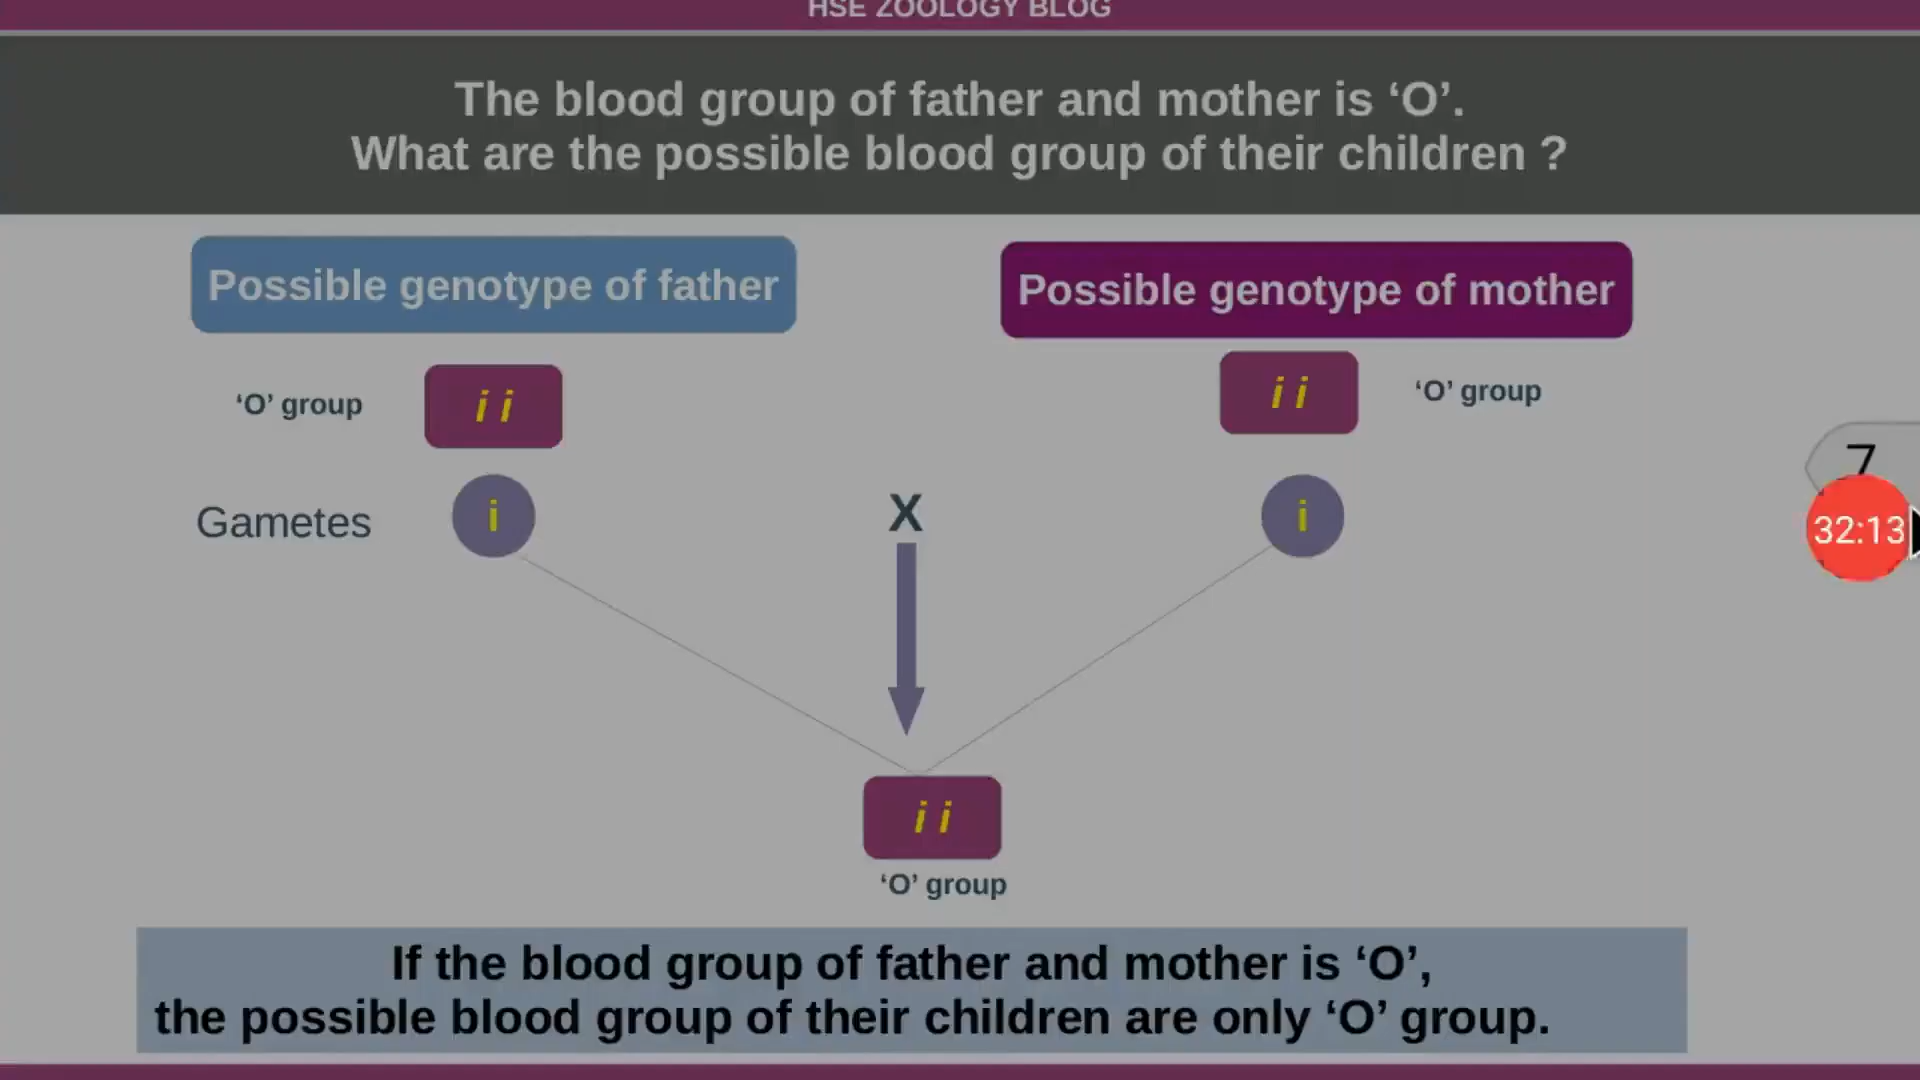 HSE ZOOLOGY BLOG
The blood group of father and mother is ‘O’.
What are the possible blood group of their children ?
Possible genotype of father
Possible genotype of mother
‘O’ group
i i
i i
‘O’ group
Gametes
i
X
i
7
32:13
i i
‘O’ group
If the blood group of father and mother is ‘O’,
the possible blood group of their children are only ‘O’ group.